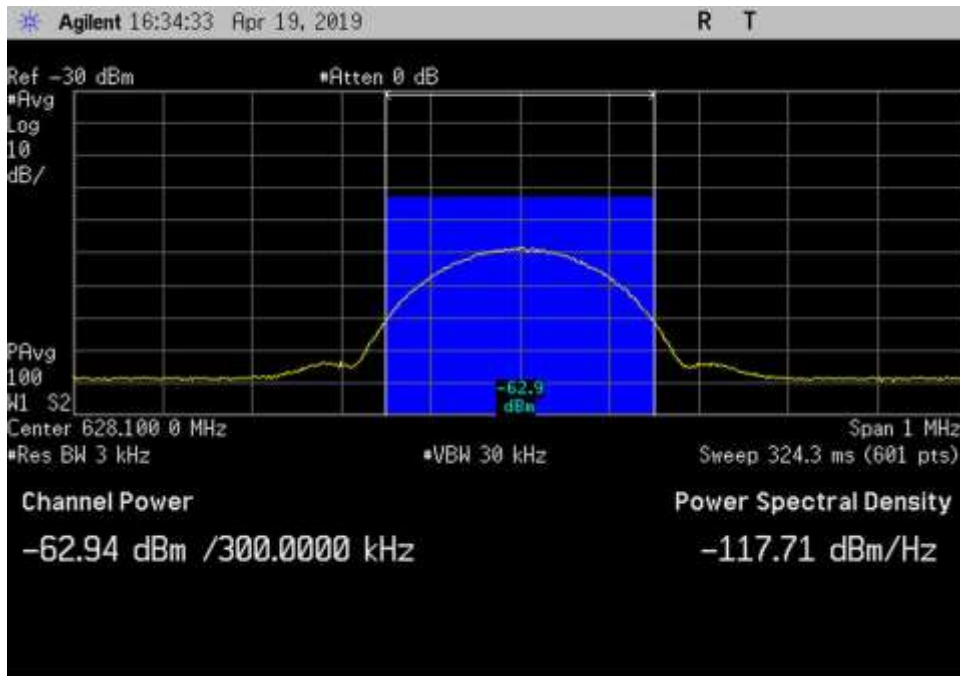 Agilent 16:34:33 Apr 19, 2019 R T
Ref -30 dBm #Atten 0 dB
#Avg
Log
10
dB/
PAvg
100
W1 S2
-62.9
dBm
Center 628.100 0 MHz Span 1 MHz
#Res BW 3 kHz #VBW 30 kHz Sweep 324.3 ms (601 pts)
Channel Power Power Spectral Density
-62.94 dBm /300.0000 kHz -117.71 dBm/Hz